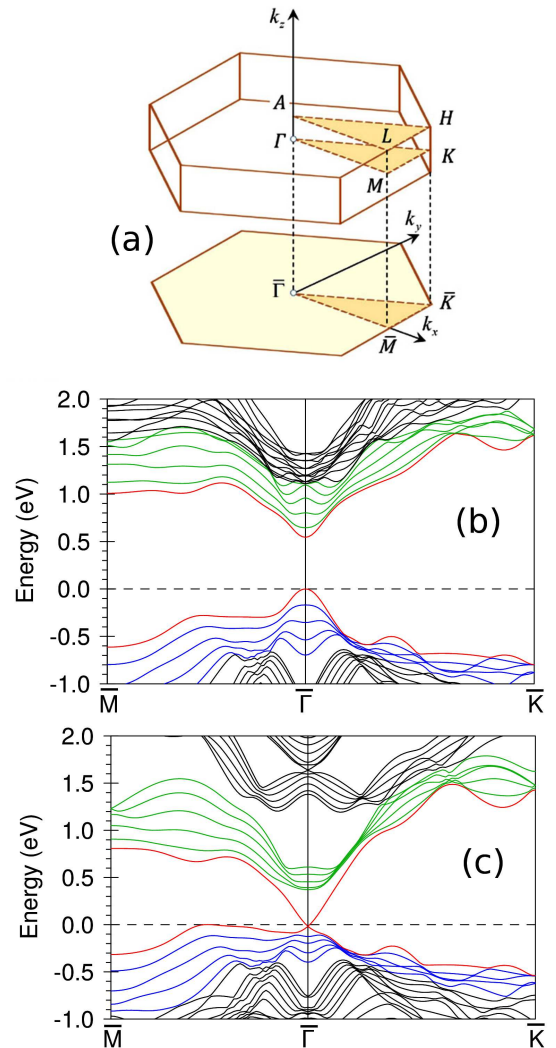 k_z
A
H
Γ
L
K
M
(a)
k_y
Γ̅
K̅
M̅
k_x
2.0
1.5
1.0
0.5
0.0
-0.5
-1.0
Energy (eV)
(b)
M̅
Γ̅
K̅
2.0
1.5
1.0
0.5
0.0
-0.5
-1.0
Energy (eV)
(c)
M̅
Γ̅
K̅